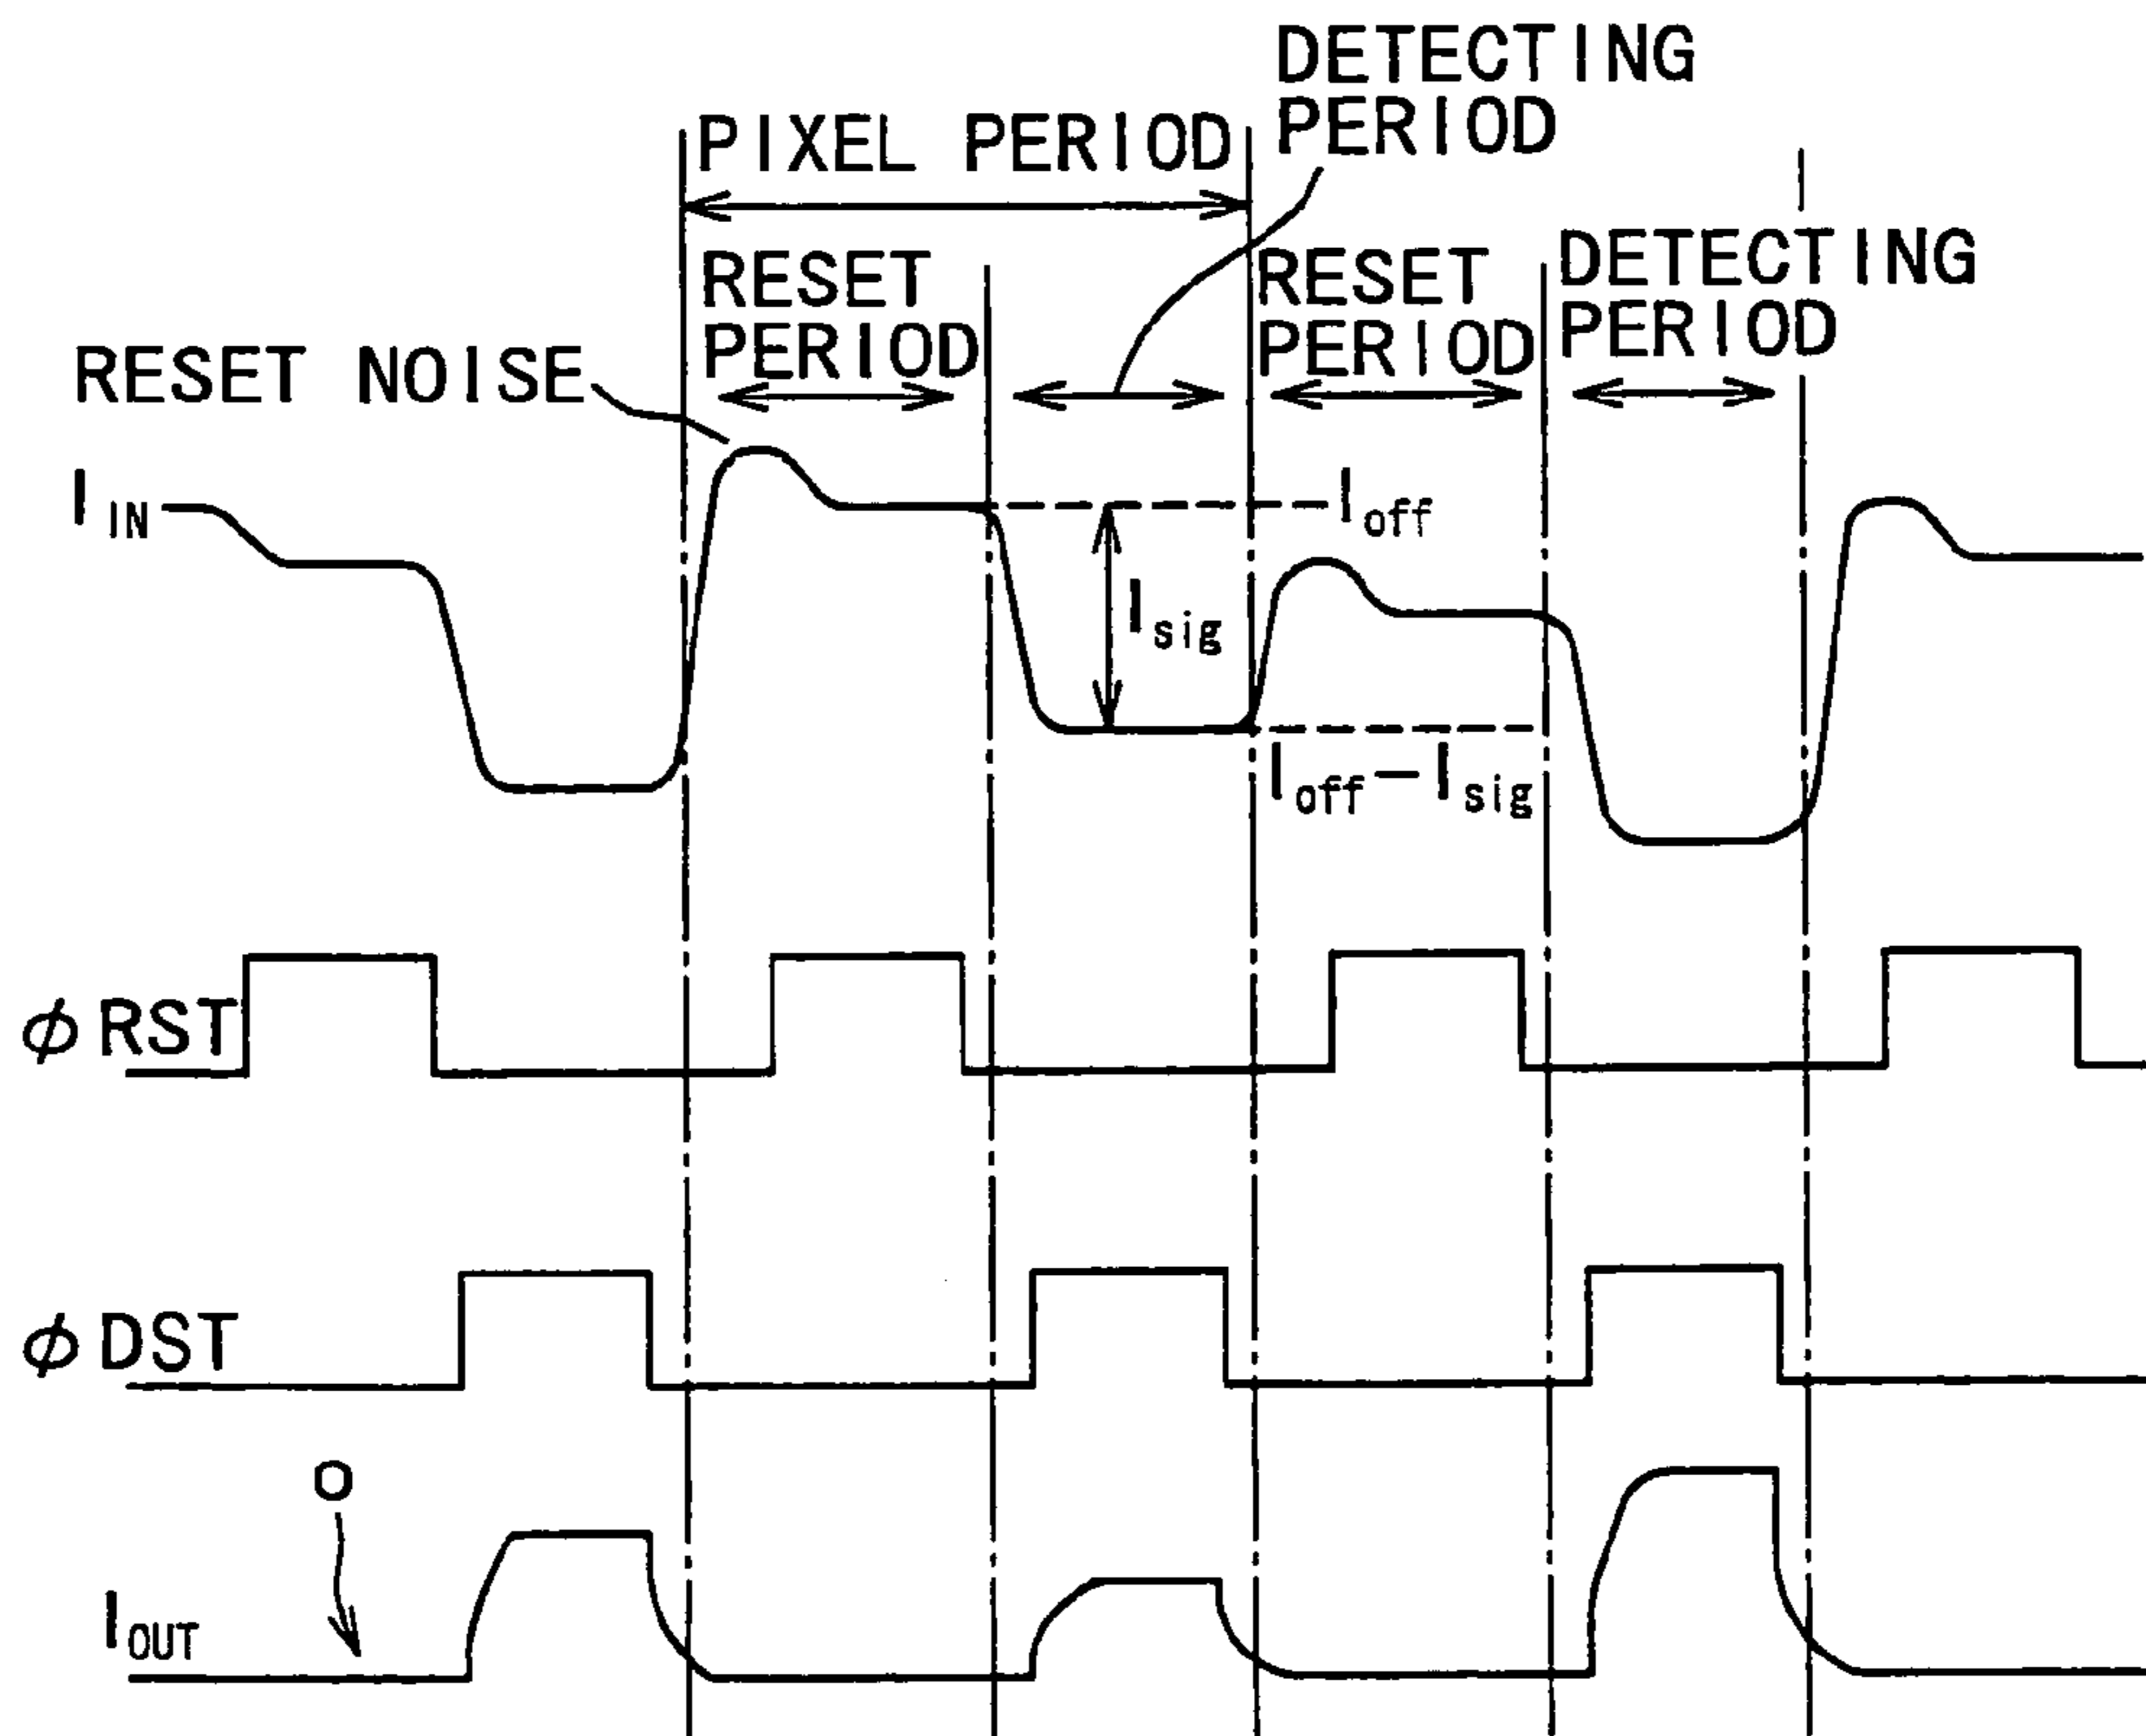 DETECTING
PERIOD
PIXEL PERIOD
RESET
PERIOD
RESET
PERIOD
DETECTING
PERIOD
RESET NOISE
I_IN
I_off
I_sig
I_off−I_sig
φRST
φDST
0
I_OUT